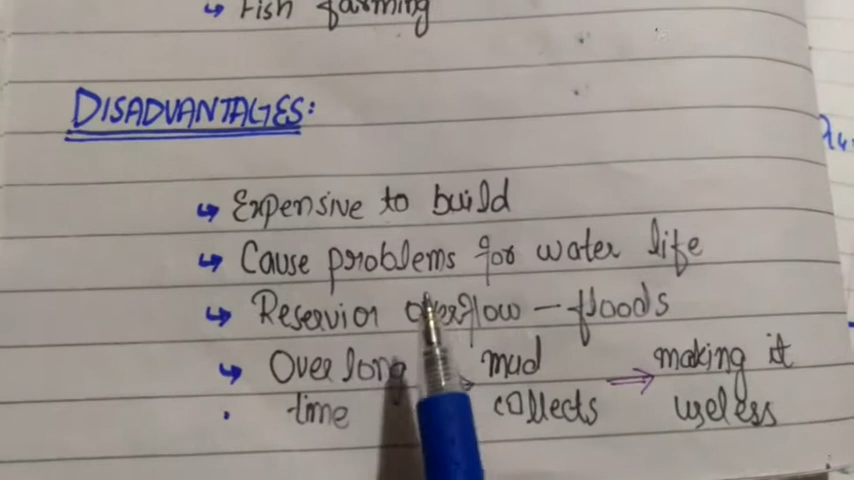 ↳ Fish farming
DISADVANTAGES:
↳ Expensive to build
↳ Cause problems for water life
↳ Reservior overflow — floods
↳ Over long mud ⇒ making it
time collects useless